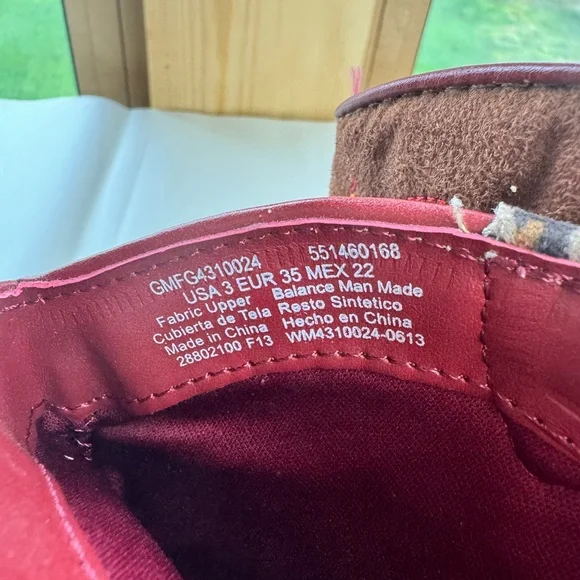 GMFG4310024 551460168
USA 3 EUR 35 MEX 22
Fabric Upper Balance Man Made
Cubierta de Tela Resto Sintetico
Made in China Hecho en China
28802100 F13 WM4310024-0613